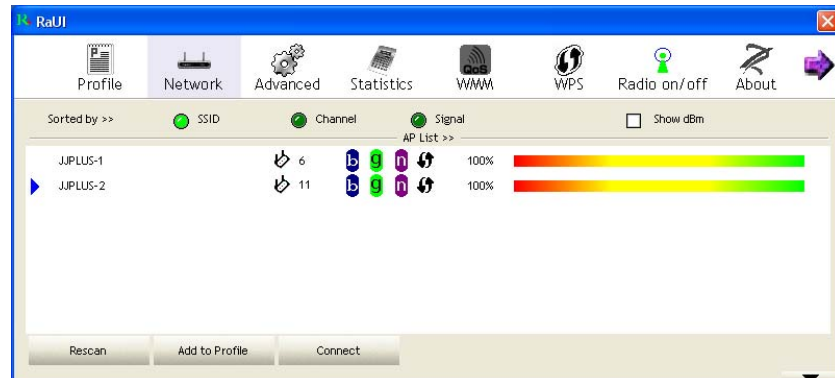 R RaUI
Profile Network Advanced Statistics QoS WMM WPS Radio on/off About
Sorted by >> SSID Channel Signal Show dBm
AP List >>
JJPLUS-1 6 b g n 100%
JJPLUS-2 11 b g n 100%
Rescan Add to Profile Connect